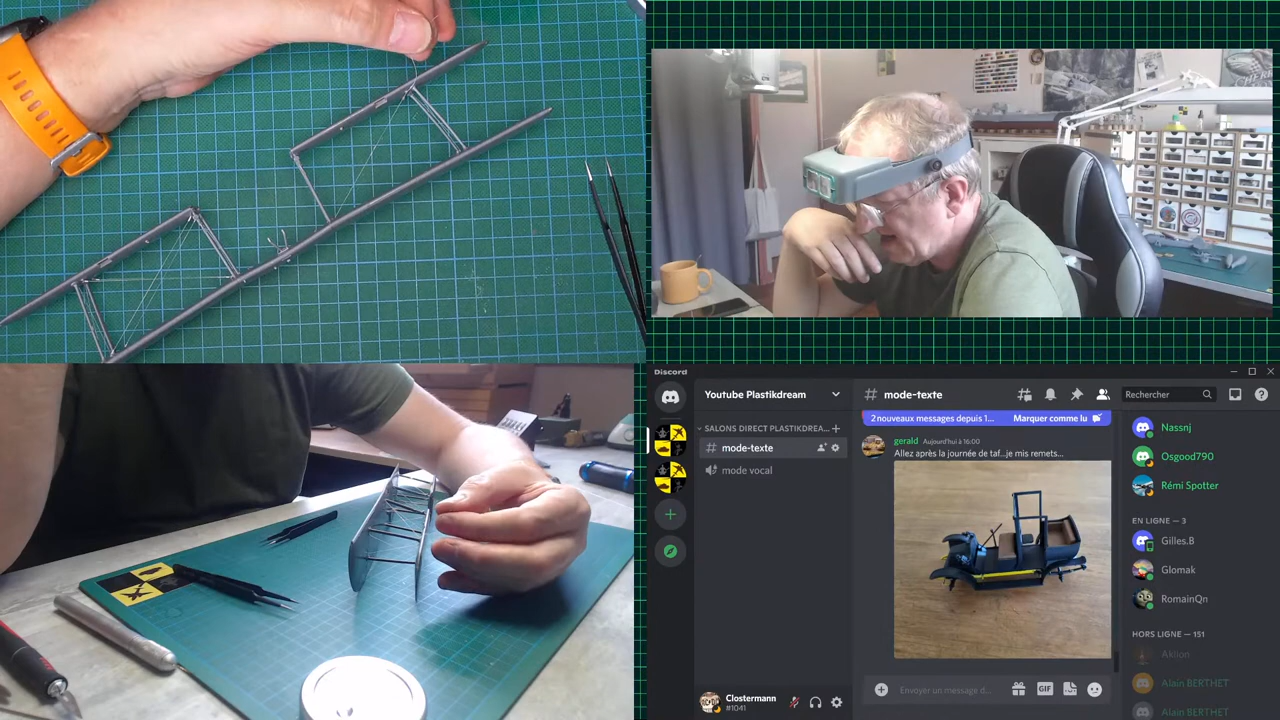 Discord
Youtube Plastikdream
mode-texte
Rechercher
2 nouveaux messages depuis 1... Marquer comme lu
SALONS DIRECT PLASTIKDREA...
mode-texte
mode vocal
gerald Aujourd'hui à 16:00
Allez après la journée de taf...je mis remets...
Nassnj
Osgood790
Rémi Spotter
EN LIGNE — 3
Gilles.B
Glomak
RomainQn
HORS LIGNE — 151
Akiion
Alain BERTHET
Alain BERTHET
Clostermann
#1041
Envoyer un message d...
GIF